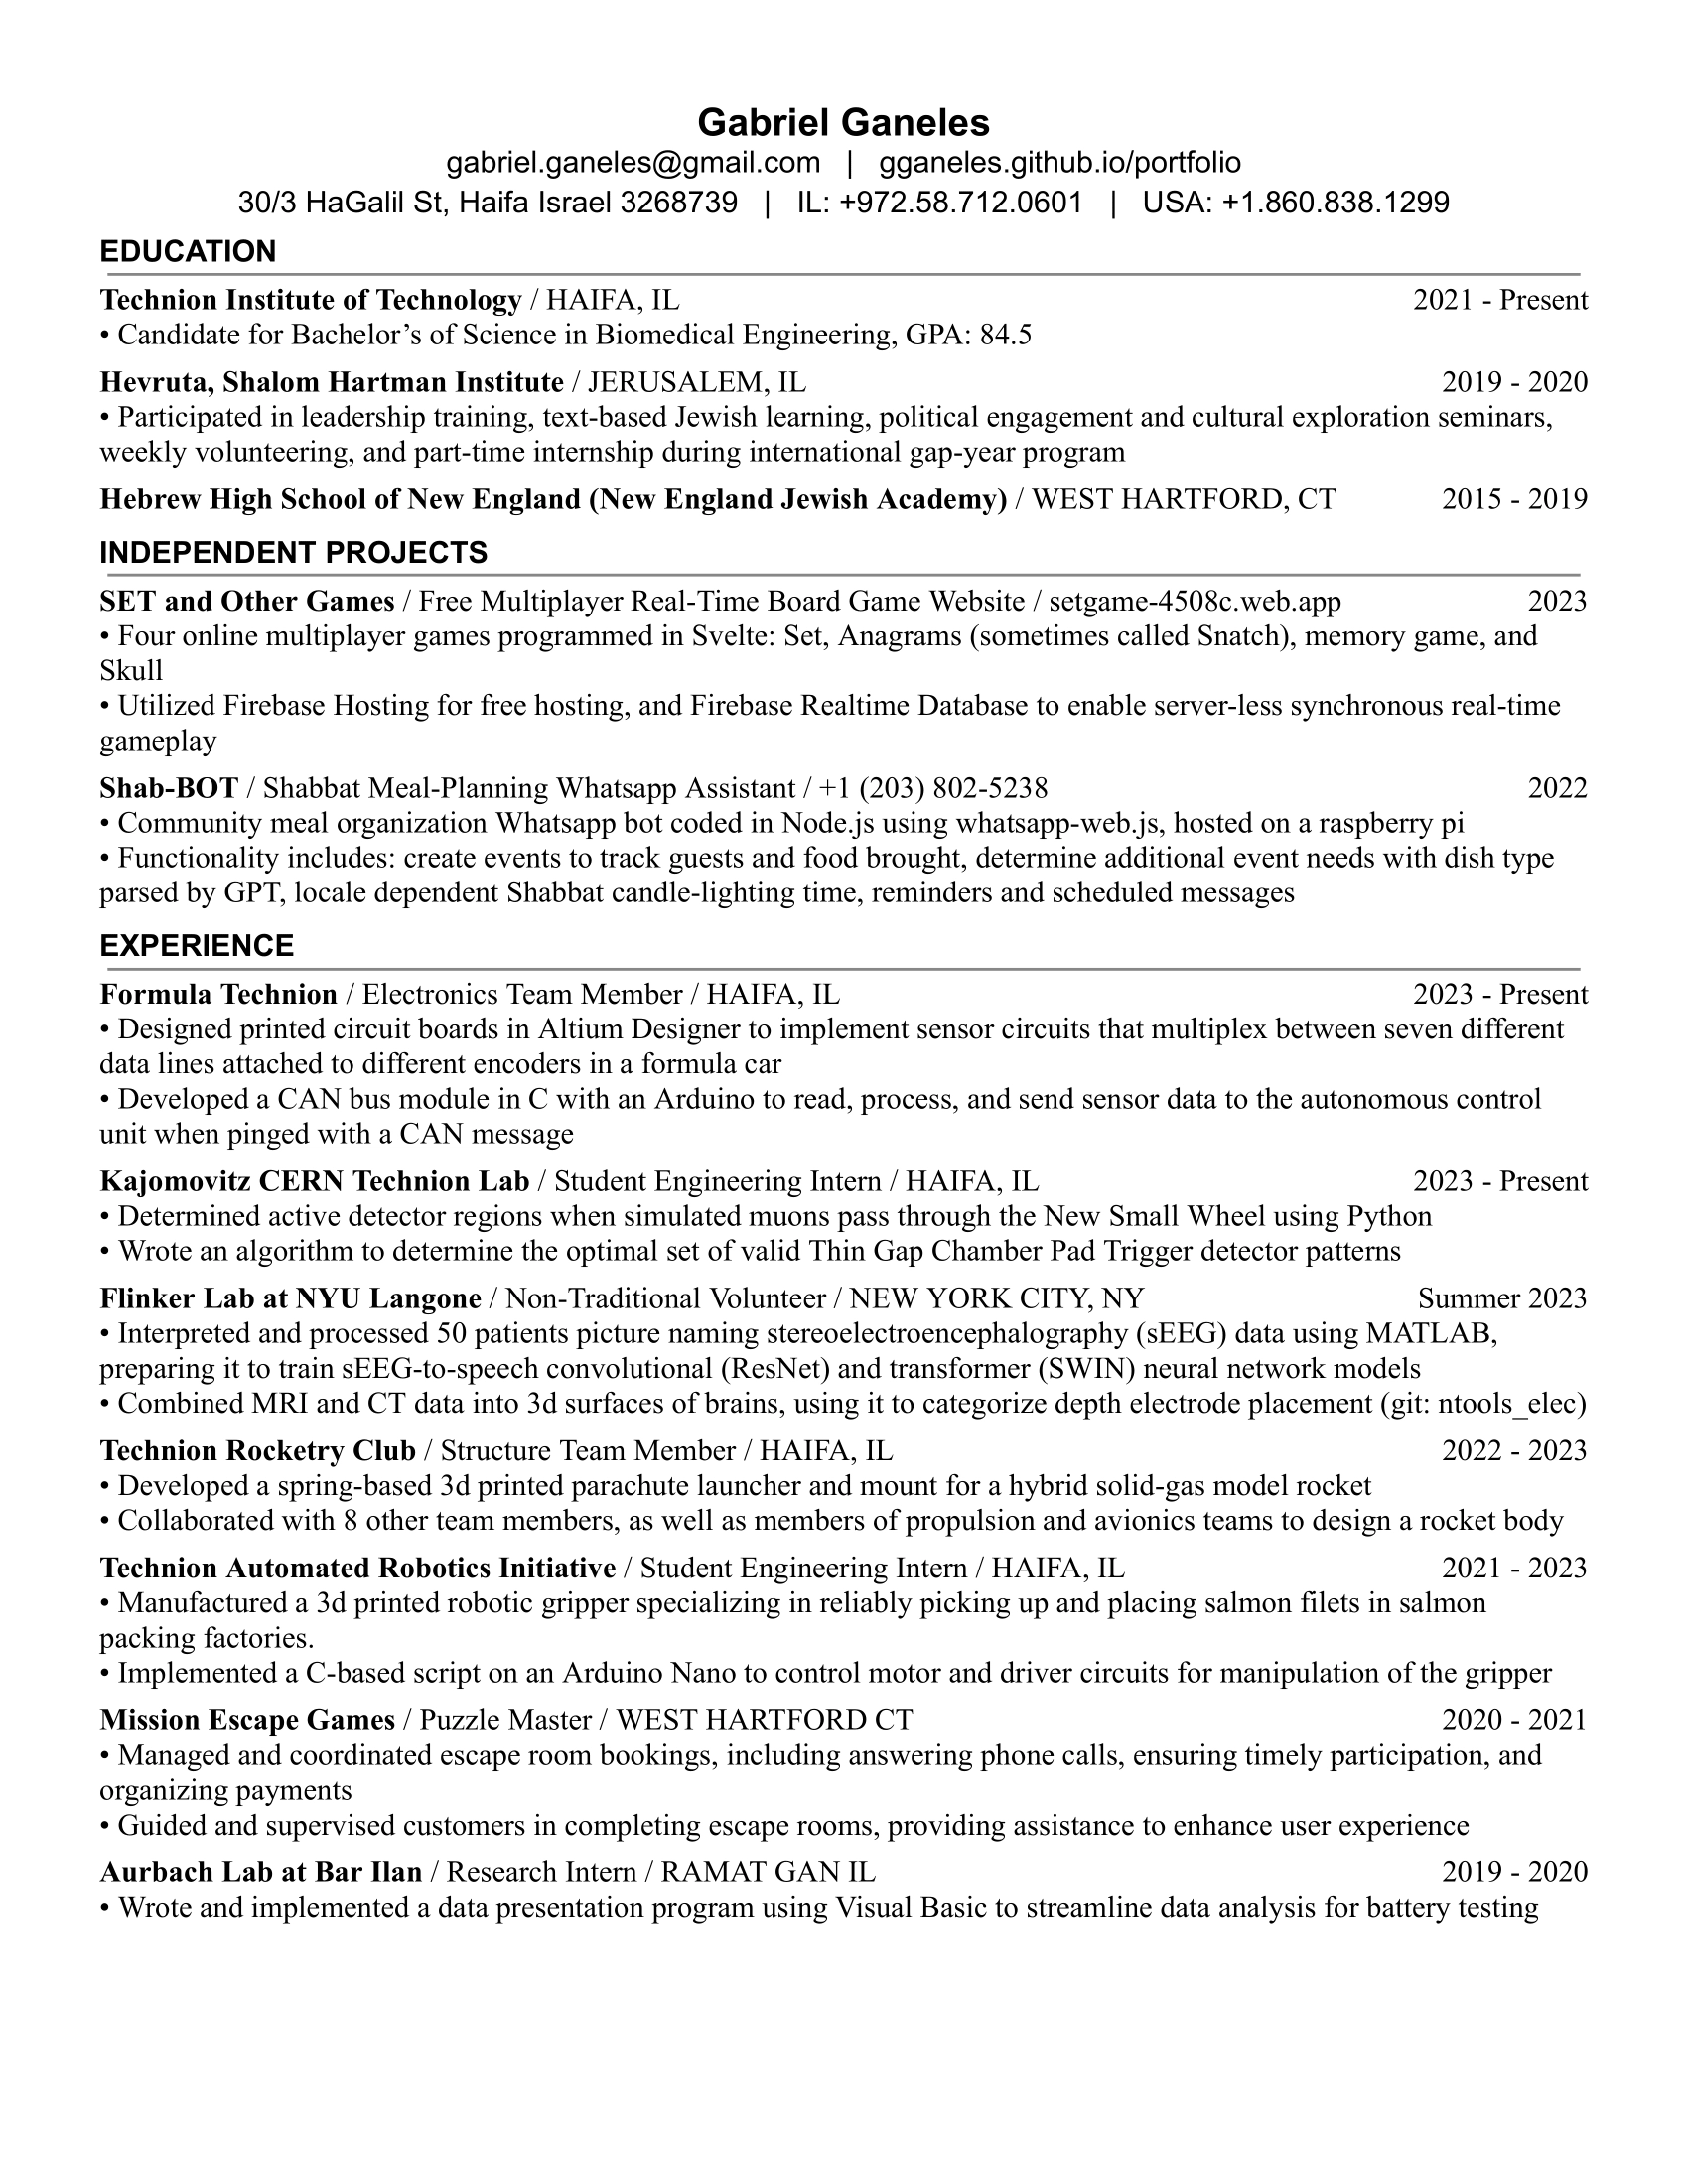 Gabriel Ganeles
gabriel.ganeles@gmail.com | gganeles.github.io/portfolio
30/3 HaGalil St, Haifa Israel 3268739 | IL: +972.58.712.0601 | USA: +1.860.838.1299
EDUCATION
Technion Institute of Technology / HAIFA, IL 2021 - Present
• Candidate for Bachelor’s of Science in Biomedical Engineering, GPA: 84.5
Hevruta, Shalom Hartman Institute / JERUSALEM, IL 2019 - 2020
• Participated in leadership training, text-based Jewish learning, political engagement and cultural exploration seminars,
weekly volunteering, and part-time internship during international gap-year program
Hebrew High School of New England (New England Jewish Academy) / WEST HARTFORD, CT 2015 - 2019
INDEPENDENT PROJECTS
SET and Other Games / Free Multiplayer Real-Time Board Game Website / setgame-4508c.web.app 2023
• Four online multiplayer games programmed in Svelte: Set, Anagrams (sometimes called Snatch), memory game, and
Skull
• Utilized Firebase Hosting for free hosting, and Firebase Realtime Database to enable server-less synchronous real-time
gameplay
Shab-BOT / Shabbat Meal-Planning Whatsapp Assistant / +1 (203) 802-5238 2022
• Community meal organization Whatsapp bot coded in Node.js using whatsapp-web.js, hosted on a raspberry pi
• Functionality includes: create events to track guests and food brought, determine additional event needs with dish type
parsed by GPT, locale dependent Shabbat candle-lighting time, reminders and scheduled messages
EXPERIENCE
Formula Technion / Electronics Team Member / HAIFA, IL 2023 - Present
• Designed printed circuit boards in Altium Designer to implement sensor circuits that multiplex between seven different
data lines attached to different encoders in a formula car
• Developed a CAN bus module in C with an Arduino to read, process, and send sensor data to the autonomous control
unit when pinged with a CAN message
Kajomovitz CERN Technion Lab / Student Engineering Intern / HAIFA, IL 2023 - Present
• Determined active detector regions when simulated muons pass through the New Small Wheel using Python
• Wrote an algorithm to determine the optimal set of valid Thin Gap Chamber Pad Trigger detector patterns
Flinker Lab at NYU Langone / Non-Traditional Volunteer / NEW YORK CITY, NY Summer 2023
• Interpreted and processed 50 patients picture naming stereoelectroencephalography (sEEG) data using MATLAB,
preparing it to train sEEG-to-speech convolutional (ResNet) and transformer (SWIN) neural network models
• Combined MRI and CT data into 3d surfaces of brains, using it to categorize depth electrode placement (git: ntools_elec)
Technion Rocketry Club / Structure Team Member / HAIFA, IL 2022 - 2023
• Developed a spring-based 3d printed parachute launcher and mount for a hybrid solid-gas model rocket
• Collaborated with 8 other team members, as well as members of propulsion and avionics teams to design a rocket body
Technion Automated Robotics Initiative / Student Engineering Intern / HAIFA, IL 2021 - 2023
• Manufactured a 3d printed robotic gripper specializing in reliably picking up and placing salmon filets in salmon
packing factories.
• Implemented a C-based script on an Arduino Nano to control motor and driver circuits for manipulation of the gripper
Mission Escape Games / Puzzle Master / WEST HARTFORD CT 2020 - 2021
• Managed and coordinated escape room bookings, including answering phone calls, ensuring timely participation, and
organizing payments
• Guided and supervised customers in completing escape rooms, providing assistance to enhance user experience
Aurbach Lab at Bar Ilan / Research Intern / RAMAT GAN IL 2019 - 2020
• Wrote and implemented a data presentation program using Visual Basic to streamline data analysis for battery testing